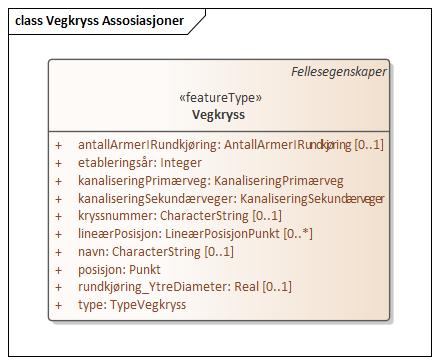 class Vegkryss Assosiasjoner
Fellesegenskaper
«featureType»
Vegkryss
+ antallArmerIRundkjøring: AntallArmerIRundkjøring [0..1]
+ etableringsår: Integer
+ kanaliseringPrimærveg: KanaliseringPrimærveg
+ kanaliseringSekundærveger: KanaliseringSekundærveger
+ kryssnummer: CharacterString [0..1]
+ lineærPosisjon: LineærPosisjonPunkt [0..*]
+ navn: CharacterString [0..1]
+ posisjon: Punkt
+ rundkjøring_YtreDiameter: Real [0..1]
+ type: TypeVegkryss